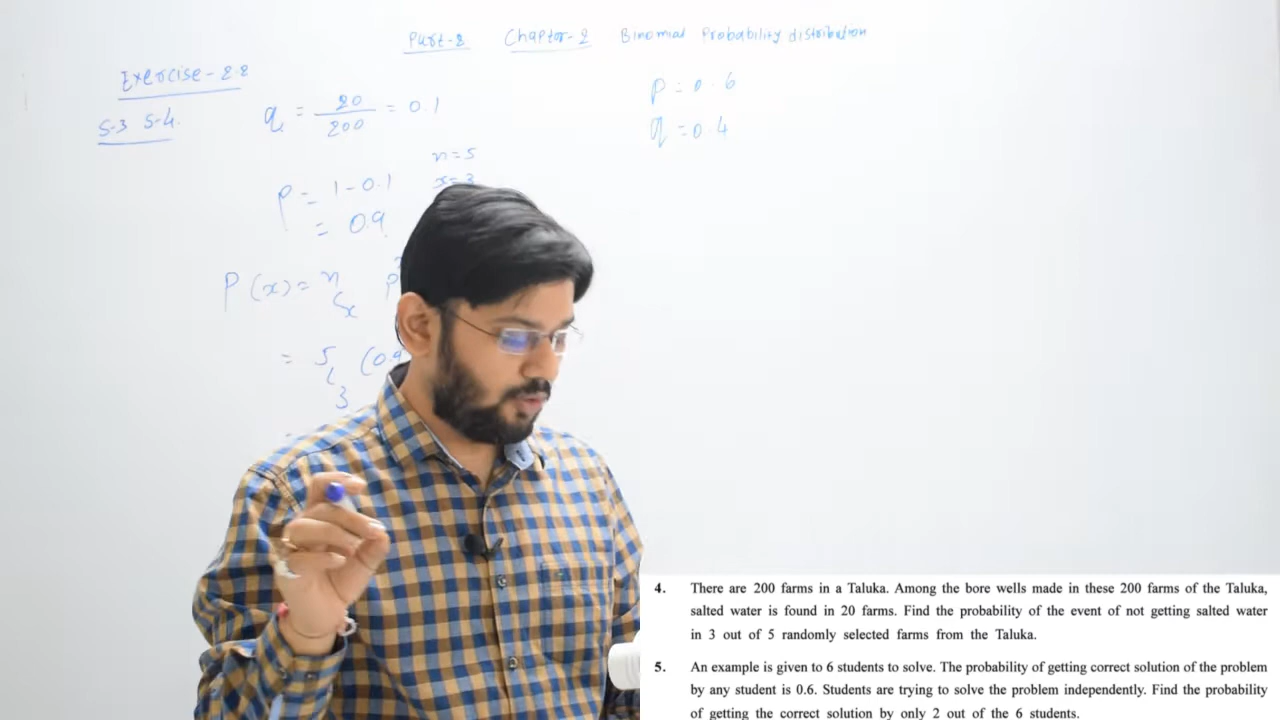 Part-2 Chapter-2 Binomial Probability distribution
Exercise-2.2
S-3 S-4.
q = 20/200 = 0.1
n=5
x=3
p = 1-0.1
= 0.9
P(x) = nCx p
= 5C3 (0.9
p = 0.6
q = 0.4
4. There are 200 farms in a Taluka. Among the bore wells made in these 200 farms of the Taluka,
salted water is found in 20 farms. Find the probability of the event of not getting salted water
in 3 out of 5 randomly selected farms from the Taluka.
5. An example is given to 6 students to solve. The probability of getting correct solution of the problem
by any student is 0.6. Students are trying to solve the problem independently. Find the probability
of getting the correct solution by only 2 out of the 6 students.